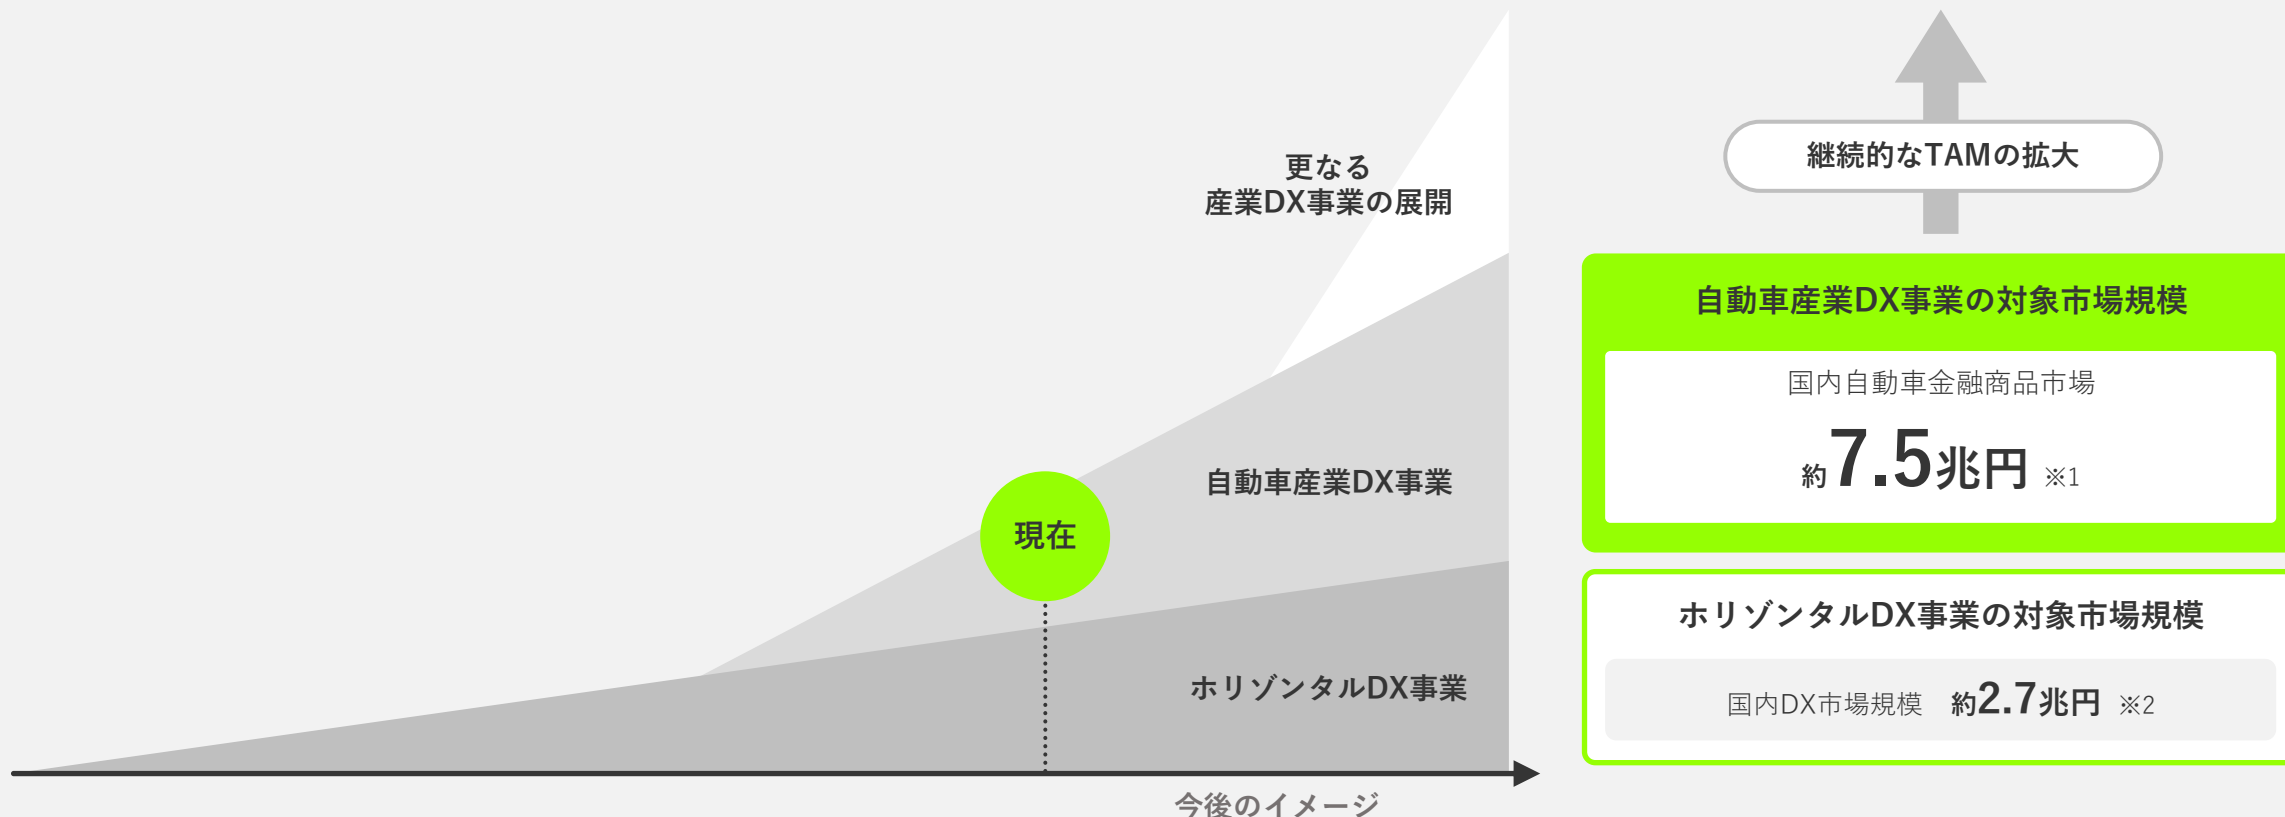 更なる
産業DX事業の展開
自動車産業DX事業
現在
ホリゾンタルDX事業
今後のイメージ
継続的なTAMの拡大
自動車産業DX事業の対象市場規模
国内自動車金融商品市場
約7.5兆円 ※1
ホリゾンタルDX事業の対象市場規模
国内DX市場規模 約2.7兆円 ※2